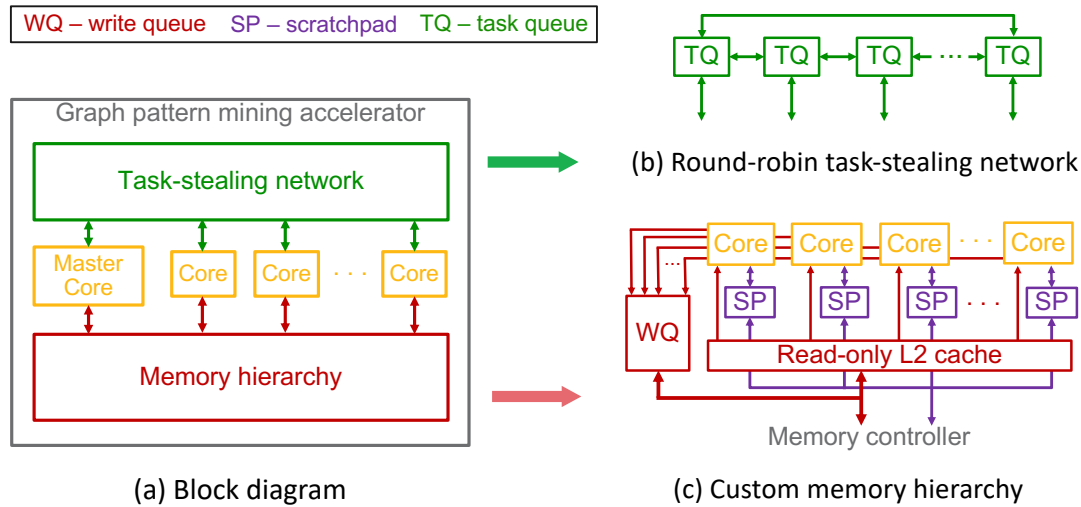 WQ – write queue SP – scratchpad TQ – task queue
Graph pattern mining accelerator
Task-stealing network
Master
Core
Core
Core
· · ·
Core
Memory hierarchy
(a) Block diagram
TQ
TQ
TQ
···
TQ
(b) Round-robin task-stealing network
Core
Core
Core
· · ·
Core
...
SP
SP
SP
· · ·
SP
WQ
Read-only L2 cache
Memory controller
(c) Custom memory hierarchy